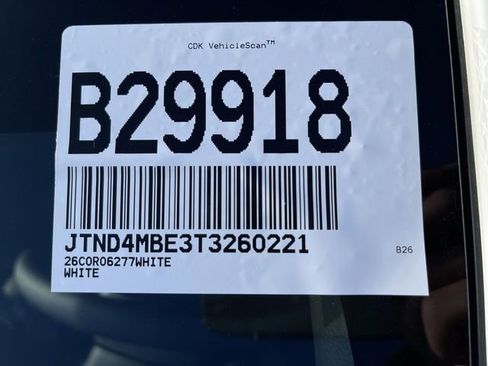 CDK VehicleScan™
B29918
JTND4MBE3T3260221
26COR06277WHITE
WHITE
B26